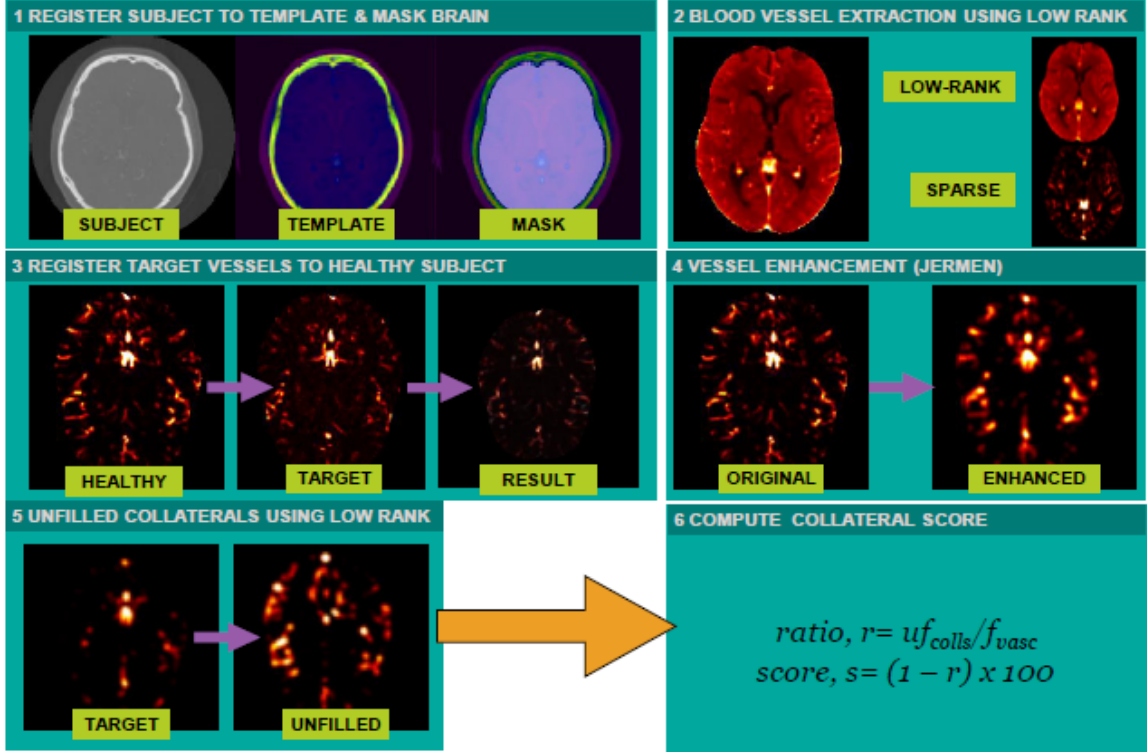 1 REGISTER SUBJECT TO TEMPLATE & MASK BRAIN
SUBJECT
TEMPLATE
MASK
2 BLOOD VESSEL EXTRACTION USING LOW RANK
LOW-RANK
SPARSE
3 REGISTER TARGET VESSELS TO HEALTHY SUBJECT
HEALTHY
TARGET
RESULT
4 VESSEL ENHANCEMENT (JERMEN)
ORIGINAL
ENHANCED
5 UNFILLED COLLATERALS USING LOW RANK
TARGET
UNFILLED
6 COMPUTE COLLATERAL SCORE
ratio, r= uf_colls/f_vasc
score, s= (1 – r) x 100